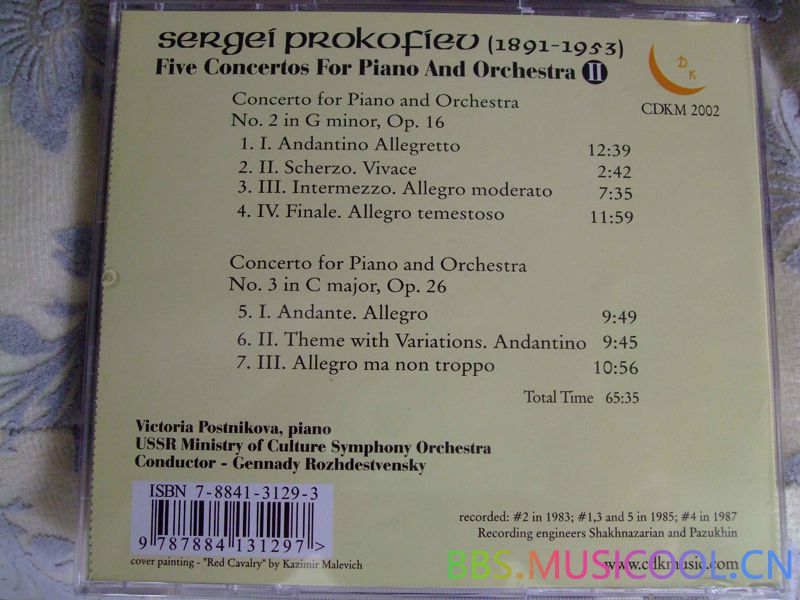 Sergei Prokofiev (1891-1953)
Five Concertos For Piano And Orchestra II
D K
CDKM 2002
Concerto for Piano and Orchestra
No. 2 in G minor, Op. 16
1. I. Andantino Allegretto 12:39
2. II. Scherzo. Vivace 2:42
3. III. Intermezzo. Allegro moderato 7:35
4. IV. Finale. Allegro temestoso 11:59
Concerto for Piano and Orchestra
No. 3 in C major, Op. 26
5. I. Andante. Allegro 9:49
6. II. Theme with Variations. Andantino 9:45
7. III. Allegro ma non troppo 10:56
Total Time 65:35
Victoria Postnikova, piano
USSR Ministry of Culture Symphony Orchestra
Conductor - Gennady Rozhdestvensky
ISBN 7-8841-3129-3
9 787884 131297 >
cover painting - "Red Cavalry" by Kazimir Malevich
recorded: #2 in 1983; #1,3 and 5 in 1985; #4 in 1987
Recording engineers Shakhnazarian and Pazukhin
www.cdkmusic.com
BBS.MUSICOOL.CN